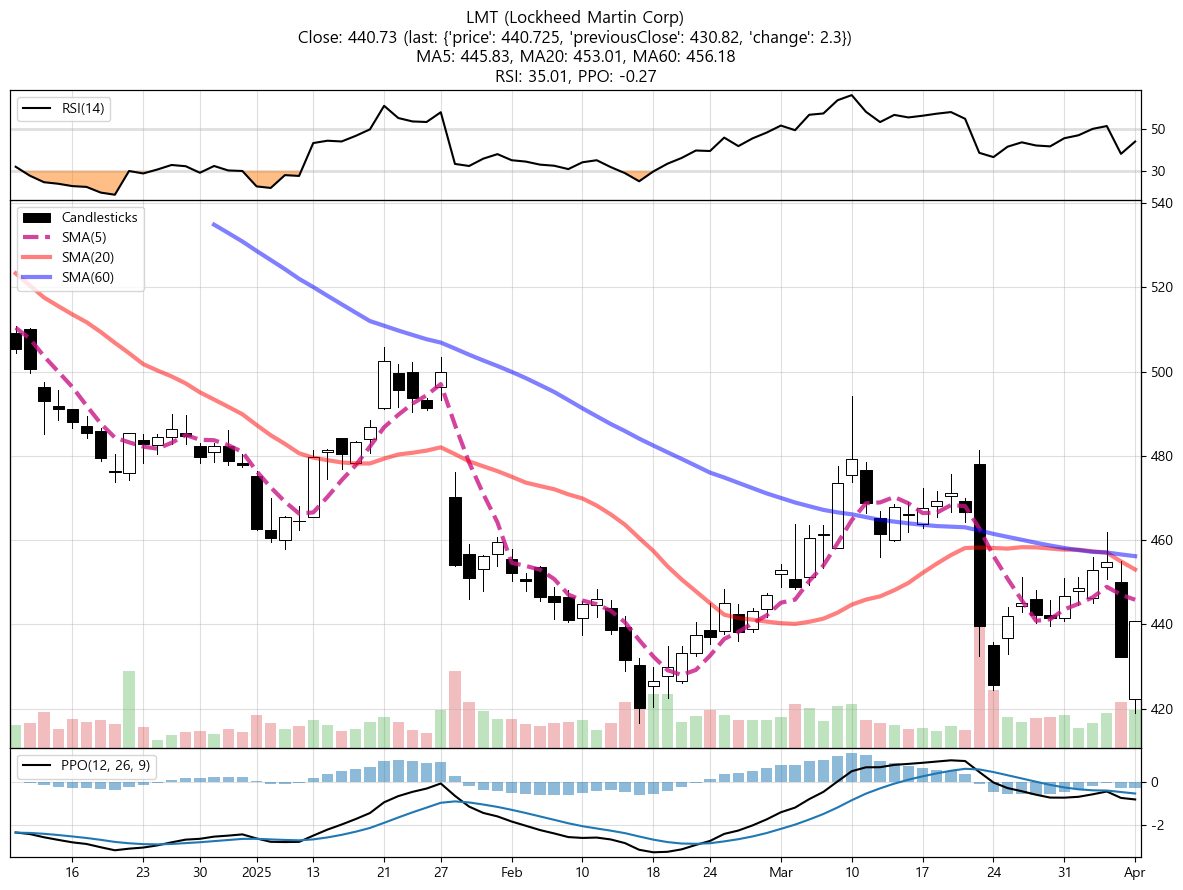 LMT (Lockheed Martin Corp)
Close: 440.73 (last: {'price': 440.725, 'previousClose': 430.82, 'change': 2.3})
MA5: 445.83, MA20: 453.01, MA60: 456.18
RSI: 35.01, PPO: -0.27
RSI(14)
50
30
Candlesticks
SMA(5)
SMA(20)
SMA(60)
540
520
500
480
460
440
420
PPO(12, 26, 9)
0
-2
16 23 30 2025 13 21 27 Feb 10 18 24 Mar 10 17 24 31 Apr